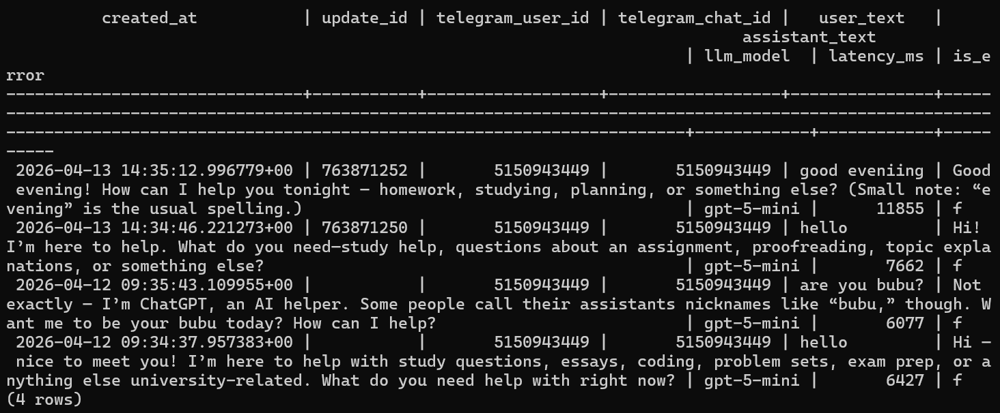 created_at | update_id | telegram_user_id | telegram_chat_id | user_text |
assistant_text
| llm_model | latency_ms | is_e
rror
-------------------------------+-----------+------------------+------------------+---------------+-----
-------------------------------------------------------------------------------------------------------
-----------------------------------------------------------------------+------------+------------+-----
-----
2026-04-13 14:35:12.996779+00 | 763871252 | 5150943449 | 5150943449 | good eveniing | Good
evening! How can I help you tonight — homework, studying, planning, or something else? (Small note: “e
vening” is the usual spelling.) | gpt-5-mini | 11855 | f
2026-04-13 14:34:46.221273+00 | 763871250 | 5150943449 | 5150943449 | hello | Hi!
I’m here to help. What do you need—study help, questions about an assignment, proofreading, topic expla
nations, or something else? | gpt-5-mini | 7662 | f
2026-04-12 09:35:43.109955+00 | | 5150943449 | 5150943449 | are you bubu? | Not
exactly — I’m ChatGPT, an AI helper. Some people call their assistants nicknames like “bubu,” though. W
ant me to be your bubu today? How can I help? | gpt-5-mini | 6077 | f
2026-04-12 09:34:37.957383+00 | | 5150943449 | 5150943449 | hello | Hi —
nice to meet you! I’m here to help with study questions, essays, coding, problem sets, exam prep, or a
nything else university-related. What do you need help with right now? | gpt-5-mini | 6427 | f
(4 rows)